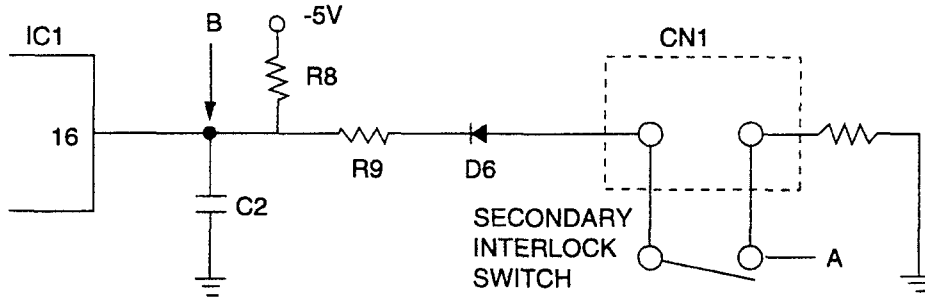 -5V
B
IC1
CN1
R8
16
R9
D6
C2
SECONDARY
INTERLOCK
SWITCH
A